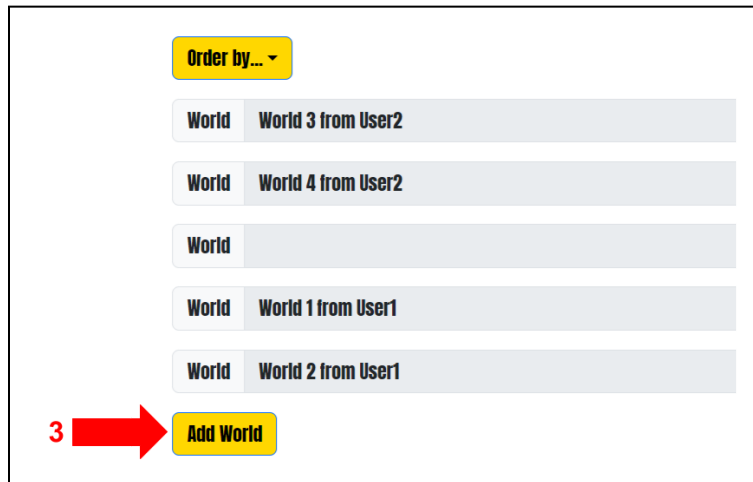 Order by...
World World 3 from User2
World World 4 from User2
World
World World 1 from User1
World World 2 from User1
3 Add World